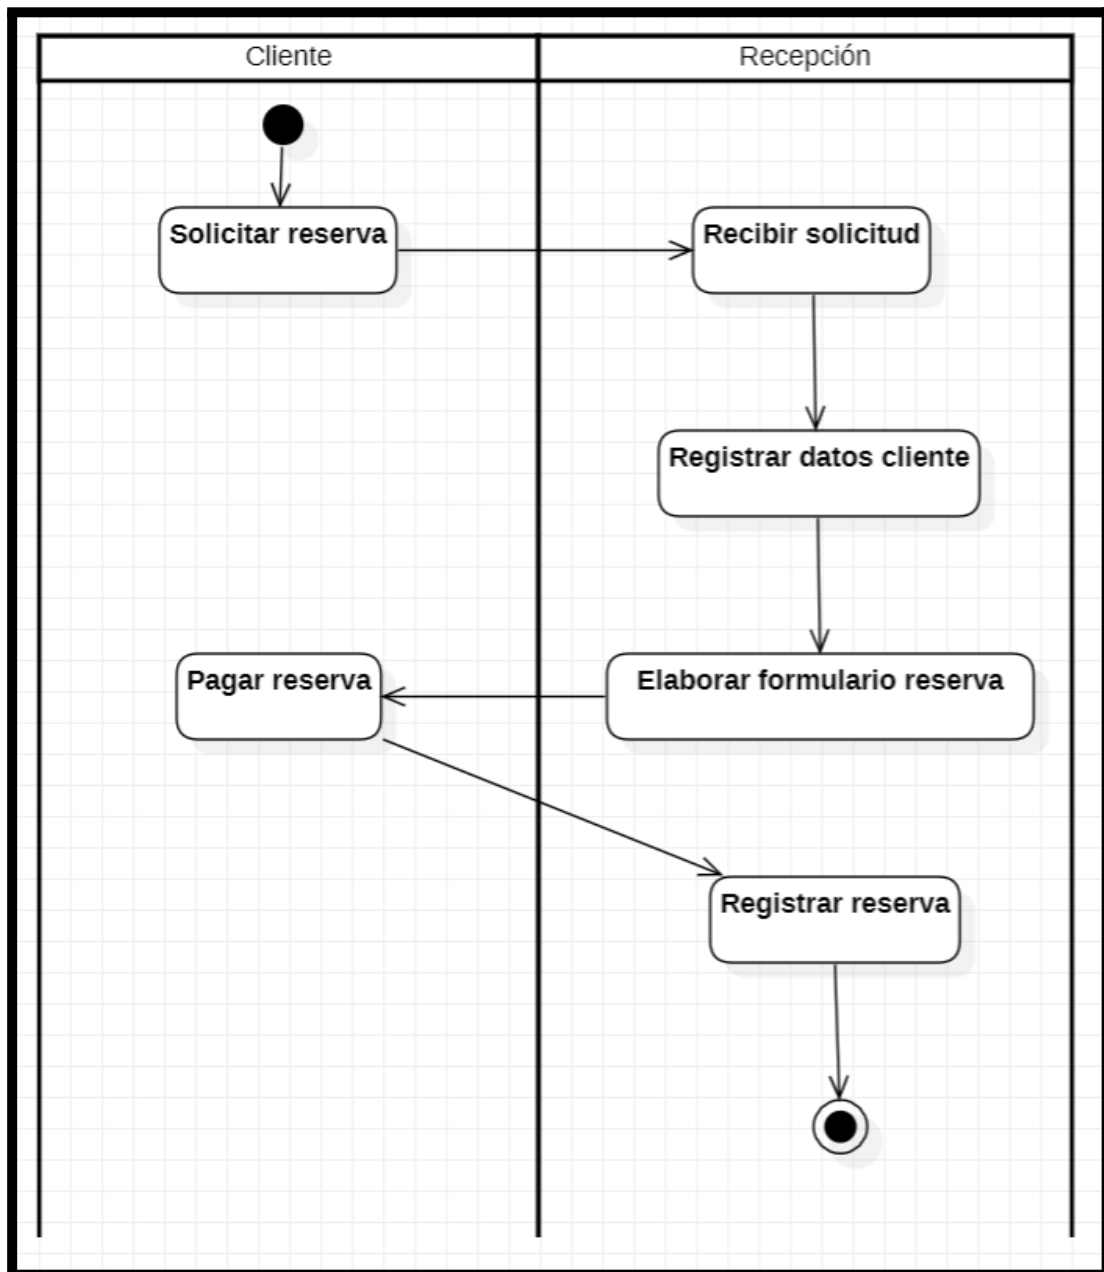 Cliente
Recepción
Solicitar reserva
Recibir solicitud
Registrar datos cliente
Pagar reserva
Elaborar formulario reserva
Registrar reserva